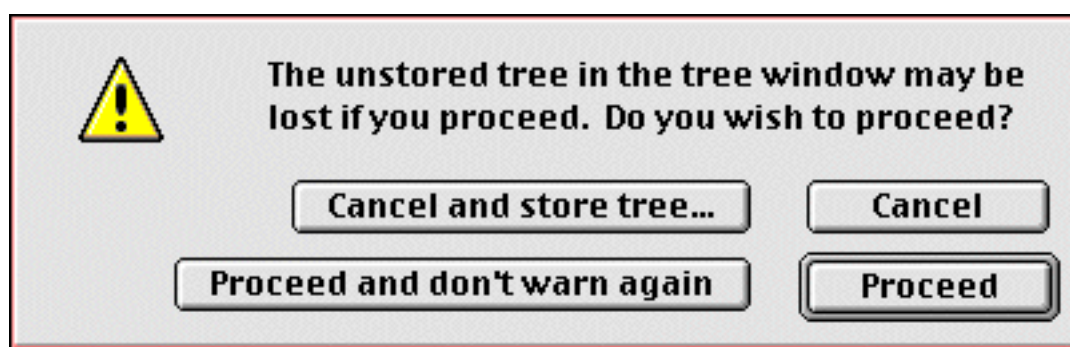 The unstored tree in the tree window may be
lost if you proceed. Do you wish to proceed?
Cancel and store tree...
Cancel
Proceed and don't warn again
Proceed